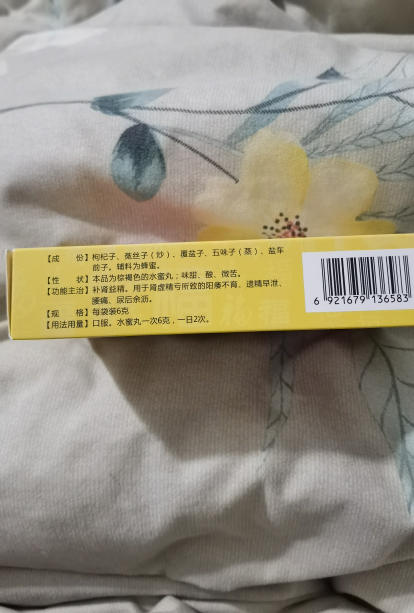 【成　　份】枸杞子、菟丝子（炒）、覆盆子、五味子（蒸）、盐车
前子。辅料为蜂蜜。
【性　　状】本品为棕褐色的水蜜丸；味甜、酸、微苦。
【功能主治】补肾益精。用于肾虚精亏所致的阳痿不育、遗精早泄、
腰痛、尿后余沥。
【规　　格】每袋装6克
【用法用量】口服。水蜜丸一次6克，一日2次。
6 921679 136583